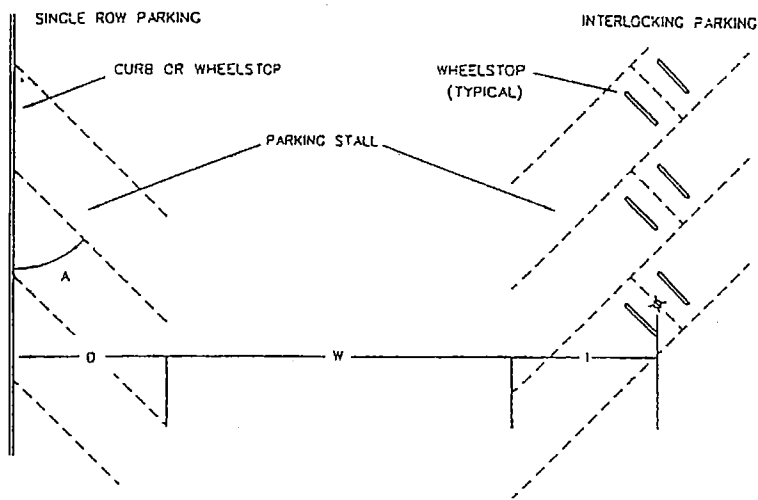 SINGLE ROW PARKING
INTERLOCKING PARKING
CURB OR WHEELSTOP
WHEELSTOP
(TYPICAL)
PARKING STALL
A
D
W
I